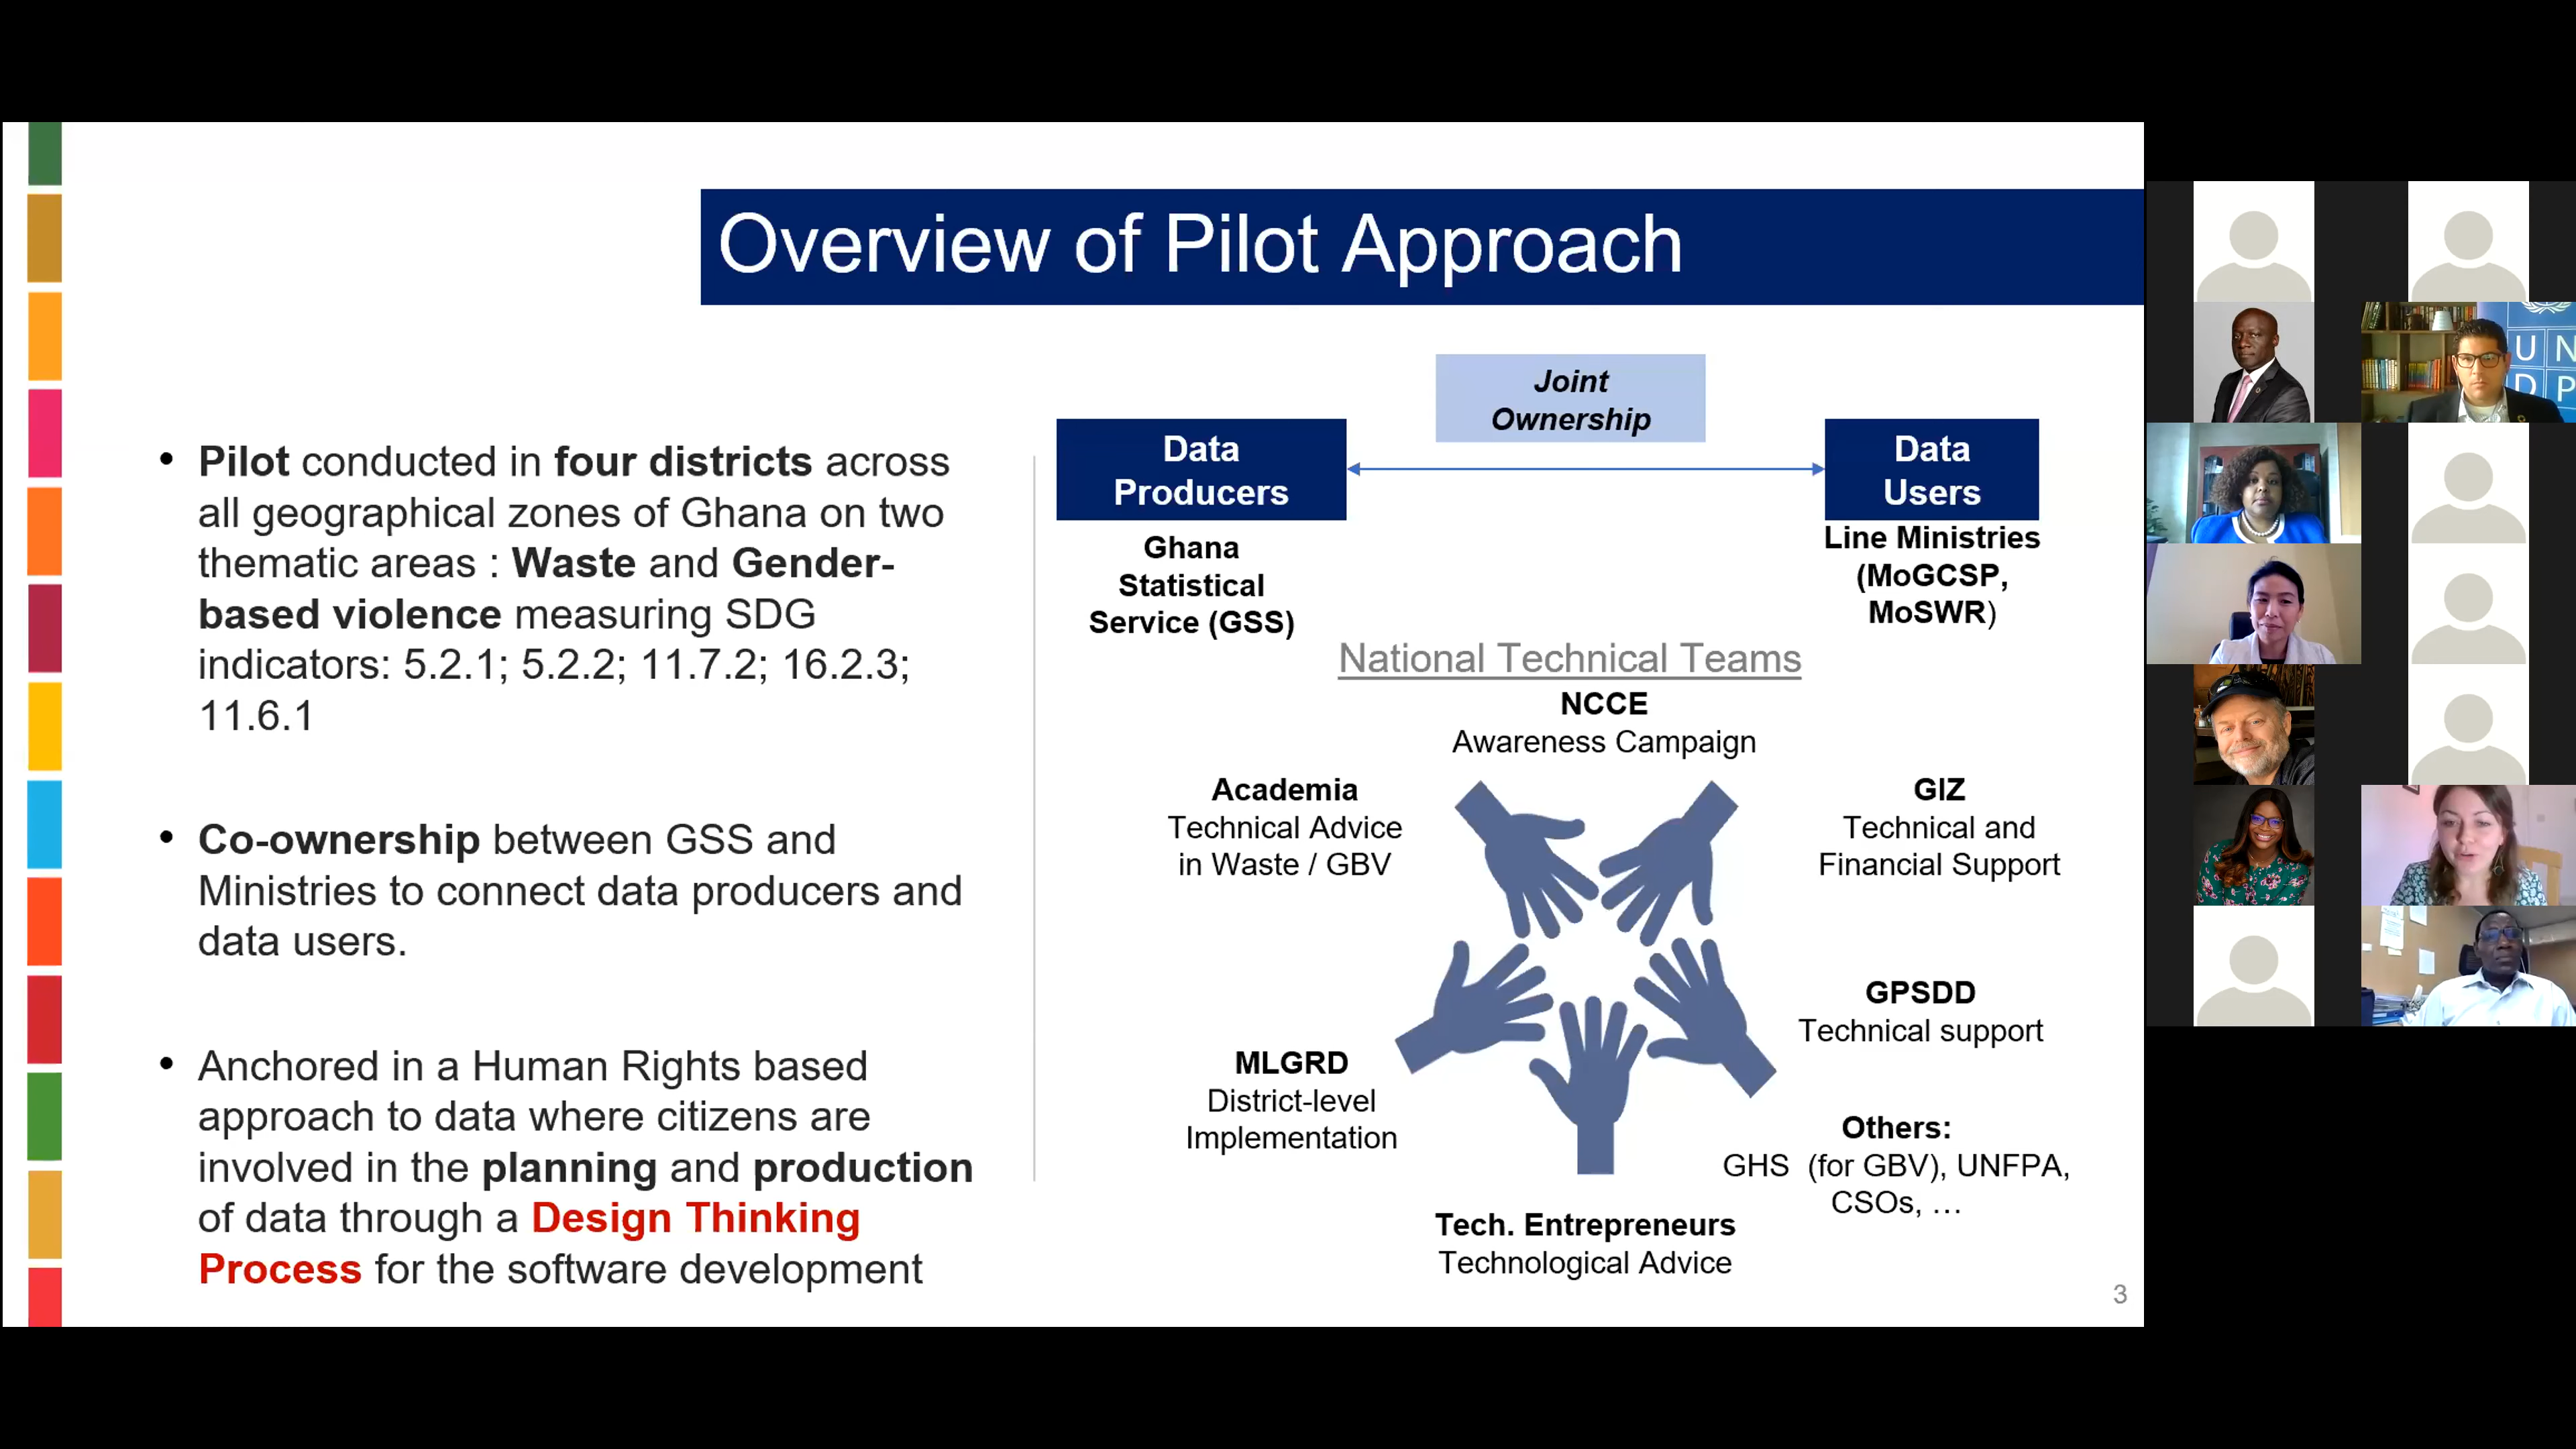 Overview of Pilot Approach
• Pilot conducted in four districts across
all geographical zones of Ghana on two
thematic areas : Waste and Gender-
based violence measuring SDG
indicators: 5.2.1; 5.2.2; 11.7.2; 16.2.3;
11.6.1
• Co-ownership between GSS and
Ministries to connect data producers and
data users.
• Anchored in a Human Rights based
approach to data where citizens are
involved in the planning and production
of data through a Design Thinking
Process for the software development
Joint
Ownership
Data
Producers
Ghana
Statistical
Service (GSS)
Data
Users
Line Ministries
(MoGCSP,
MoSWR)
National Technical Teams
NCCE
Awareness Campaign
Academia
Technical Advice
in Waste / GBV
GIZ
Technical and
Financial Support
GPSDD
Technical support
MLGRD
District-level
Implementation
Others:
GHS (for GBV), UNFPA,
CSOs, …
Tech. Entrepreneurs
Technological Advice
3
U N
D P